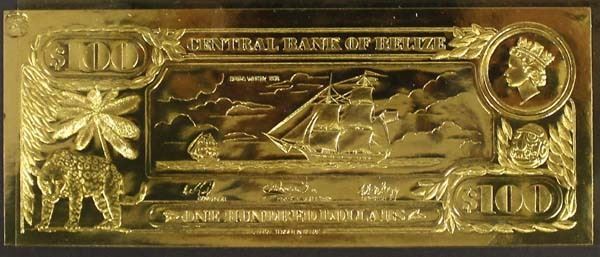 $100
CENTRAL BANK OF BELIZE
ONE HUNDRED DOLLARS
$100